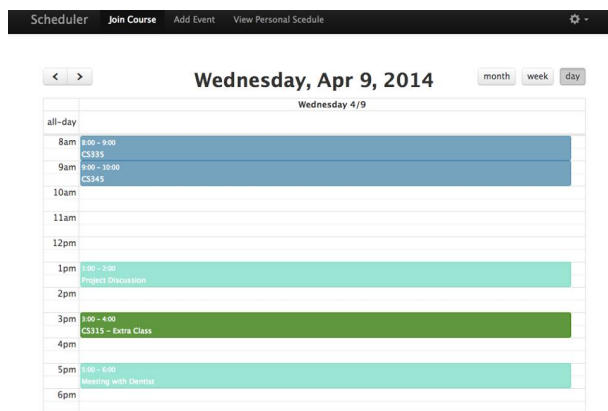 Scheduler Join Course Add Event View Personal Scedule
Wednesday, Apr 9, 2014
month week day
Wednesday 4/9
all-day
8am 8:00 - 9:00
CS335
9am 9:00 - 10:00
CS345
10am
11am
12pm
1pm 1:00 - 2:00
Project Discussion
2pm
3pm 3:00 - 4:00
CS315 - Extra Class
4pm
5pm 5:00 - 6:00
Meeting with Dentist
6pm